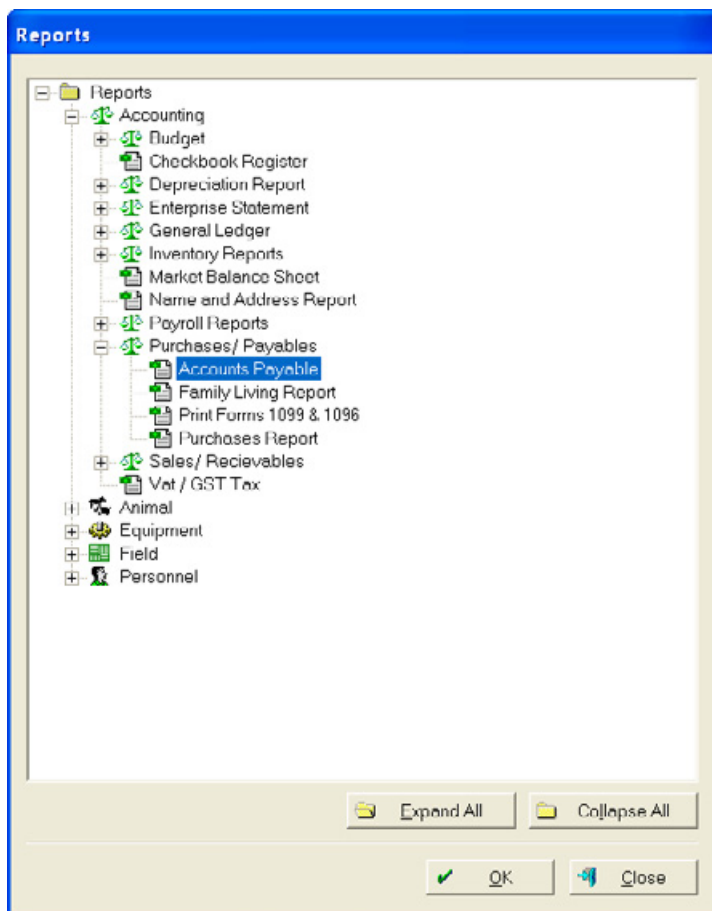 Reports
Reports
Accounting
Budget
Checkbook Register
Depreciation Report
Enterprise Statement
General Ledger
Inventory Reports
Market Balance Sheet
Name and Address Report
Payroll Reports
Purchases/ Payables
Accounts Payable
Family Living Report
Print Forms 1099 & 1096
Purchases Report
Sales/ Recievables
Vat / GST Tax
Animal
Equipment
Field
Personnel
Expand All Collapse All
OK Close